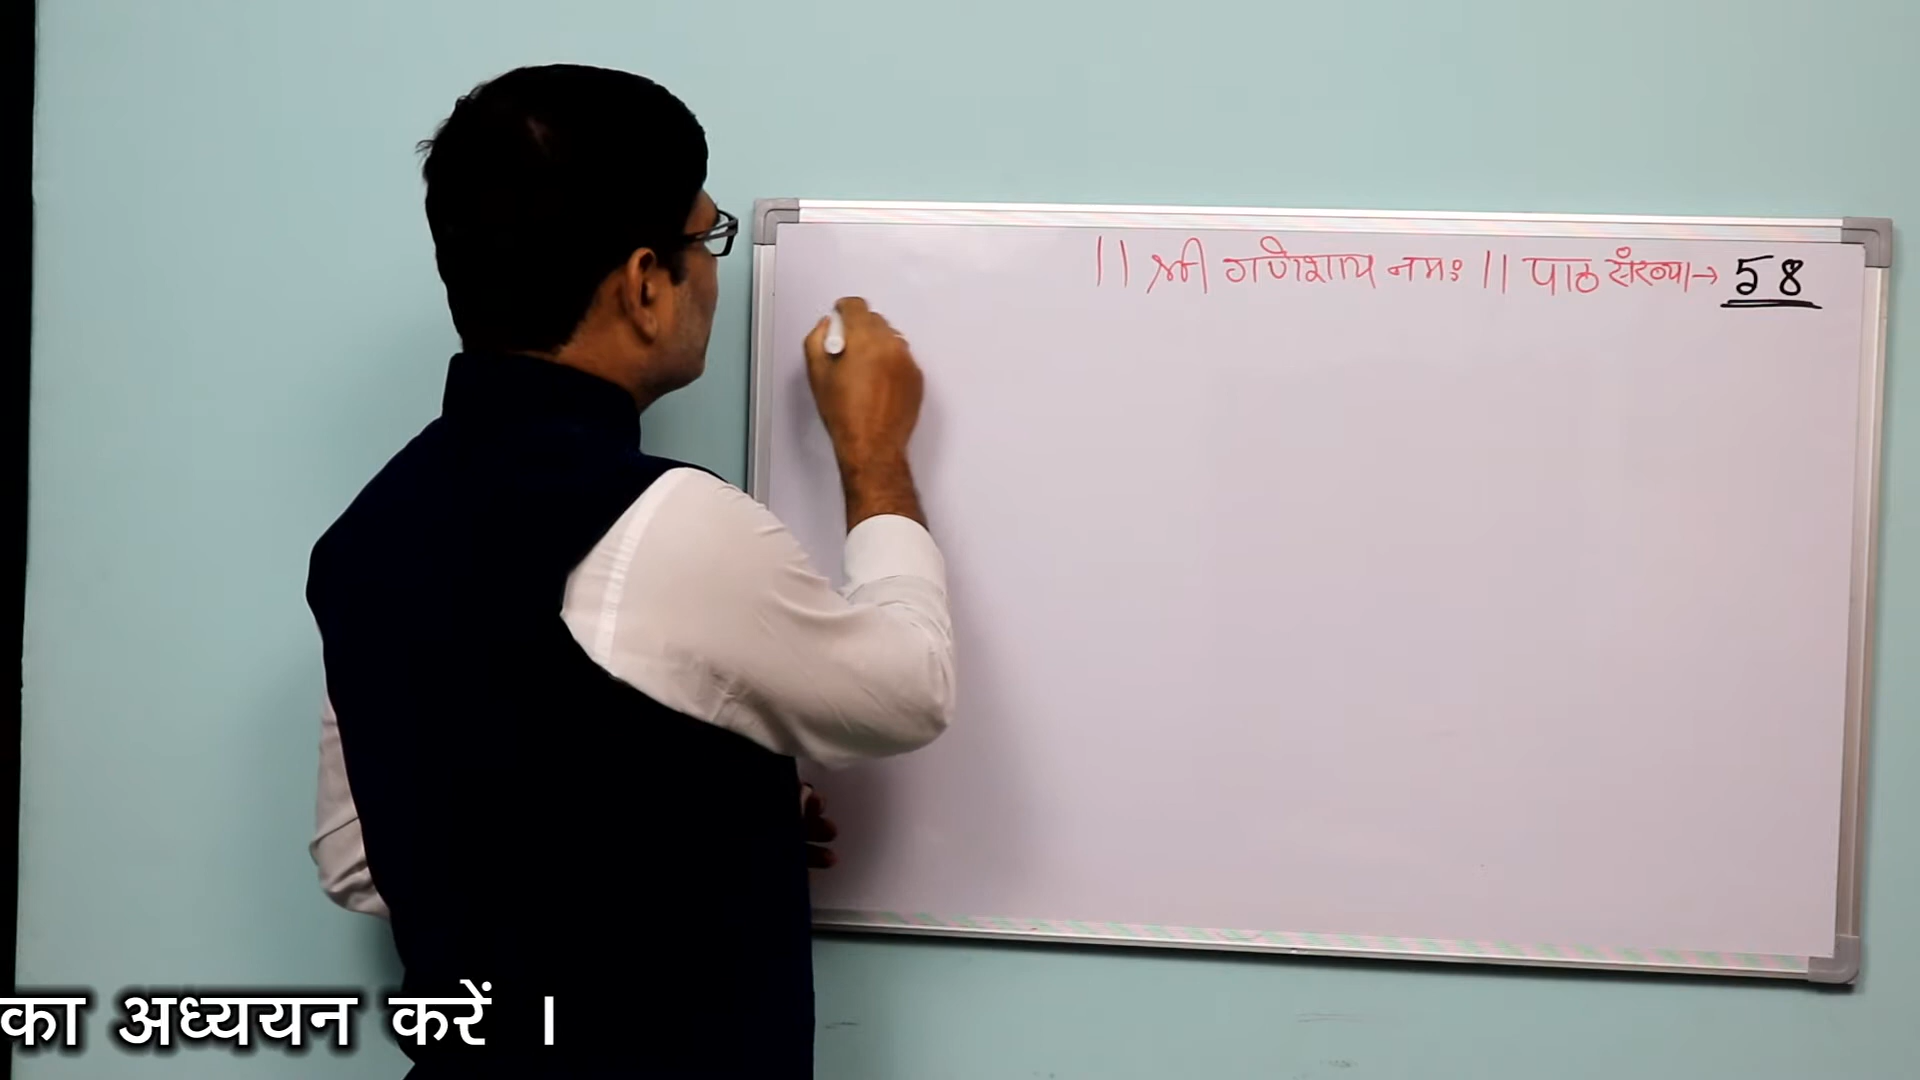 || श्री गणेशाय नमः || पाठ संख्या→ 58
का अध्ययन करें ।